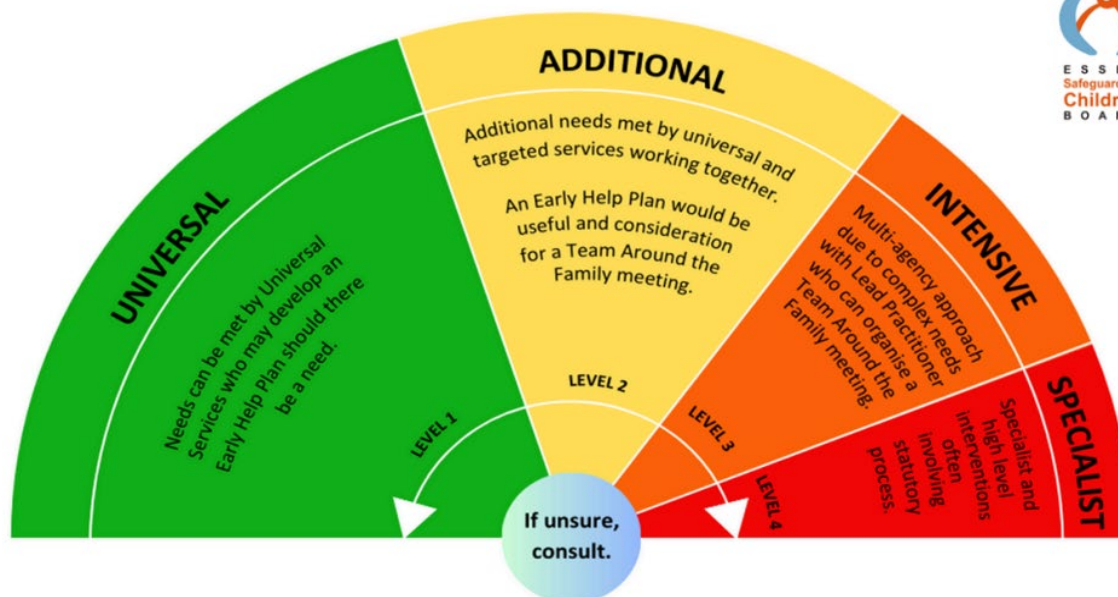 UNIVERSAL
Needs can be met by Universal
Services who may develop an
Early Help Plan should there
be a need.
LEVEL 1
ADDITIONAL
Additional needs met by universal and
targeted services working together.
An Early Help Plan would be
useful and consideration
for a Team Around the
Family meeting.
LEVEL 2
INTENSIVE
Multi-agency approach
due to complex needs
with Lead Practitioner
who can organise a
Team Around the
Family meeting.
LEVEL 3
SPECIALIST
Specialist and
high level
interventions
often
involving
statutory
process.
LEVEL 4
If unsure,
consult.